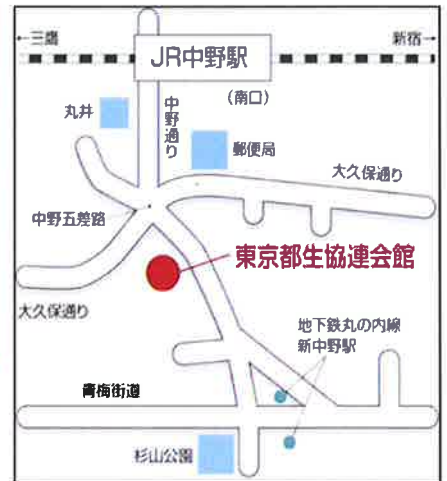 ←三鷹
新宿→
JR中野駅
(南口)
丸井
中野通り
郵便局
大久保通り
中野五差路
東京都生協連会館
大久保通り
地下鉄丸の内線
新中野駅
青梅街道
杉山公園